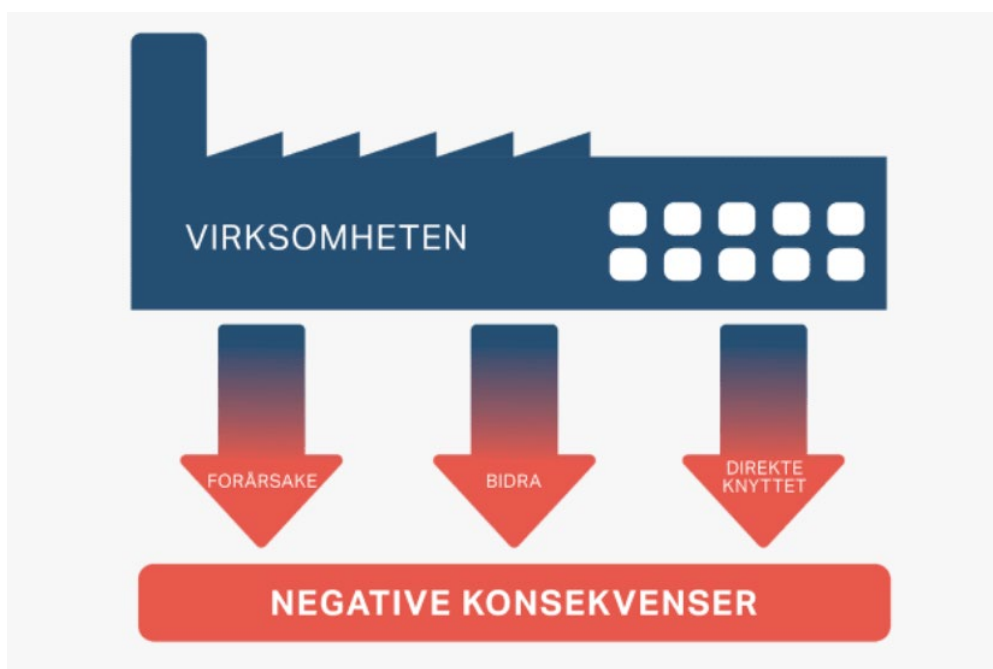 VIRKSOMHETEN
FORÅRSAKE
BIDRA
DIREKTE
KNYTTET
NEGATIVE KONSEKVENSER